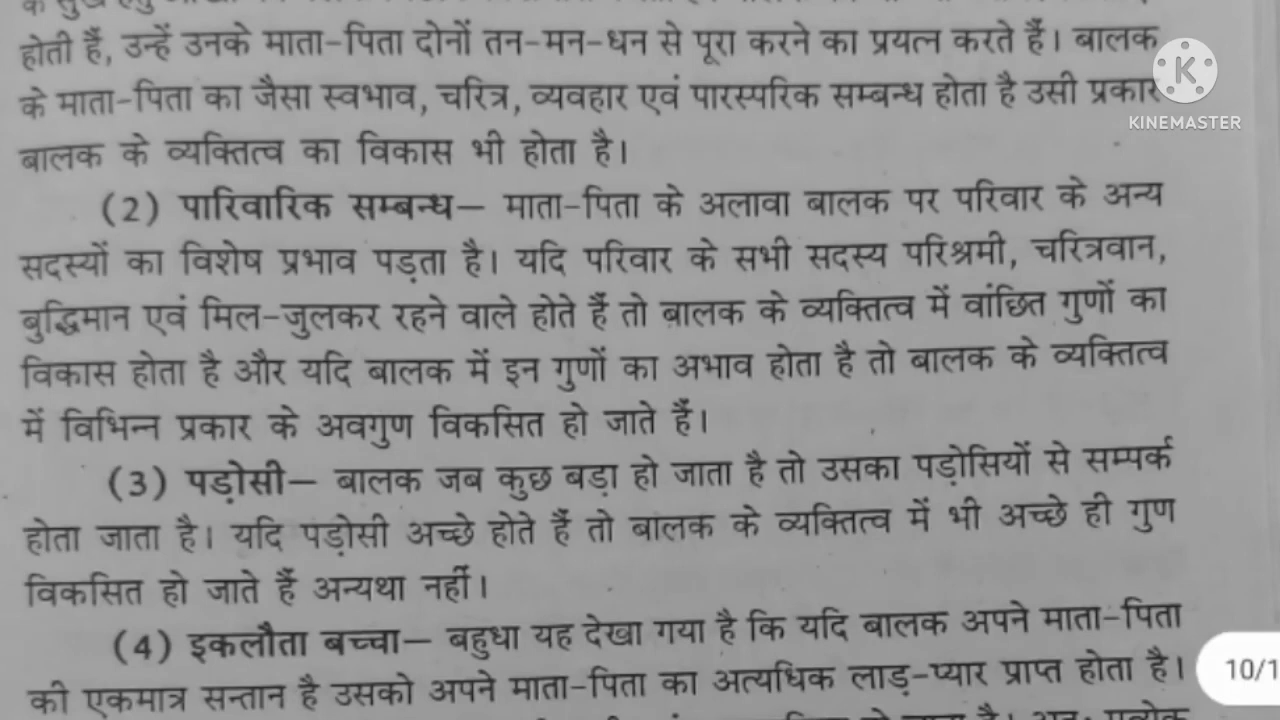 होती हैं, उन्हें उनके माता-पिता दोनों तन-मन-धन से पूरा करने का प्रयत्न करते हैं। बालक
के माता-पिता का जैसा स्वभाव, चरित्र, व्यवहार एवं पारस्परिक सम्बन्ध होता है उसी प्रकार
बालक के व्यक्तित्व का विकास भी होता है।
(2) पारिवारिक सम्बन्ध— माता-पिता के अलावा बालक पर परिवार के अन्य
सदस्यों का विशेष प्रभाव पड़ता है। यदि परिवार के सभी सदस्य परिश्रमी, चरित्रवान,
बुद्धिमान एवं मिल-जुलकर रहने वाले होते हैं तो बालक के व्यक्तित्व में वांछित गुणों का
विकास होता है और यदि बालक में इन गुणों का अभाव होता है तो बालक के व्यक्तित्व
में विभिन्न प्रकार के अवगुण विकसित हो जाते हैं।
(3) पड़ोसी— बालक जब कुछ बड़ा हो जाता है तो उसका पड़ोसियों से सम्पर्क
होता जाता है। यदि पड़ोसी अच्छे होते हैं तो बालक के व्यक्तित्व में भी अच्छे ही गुण
विकसित हो जाते हैं अन्यथा नहीं।
(4) इकलौता बच्चा— बहुधा यह देखा गया है कि यदि बालक अपने माता-पिता
की एकमात्र सन्तान है उसको अपने माता-पिता का अत्यधिक लाड़-प्यार प्राप्त होता है।
K
KINEMASTER
10/1